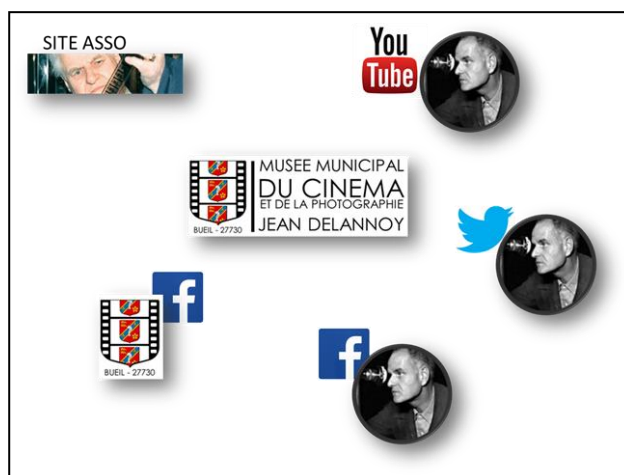 SITE ASSO
You
Tube
MUSEE MUNICIPAL
DU CINEMA
ET DE LA PHOTOGRAPHIE
JEAN DELANNOY
BUEIL - 27730
BUEIL - 27730